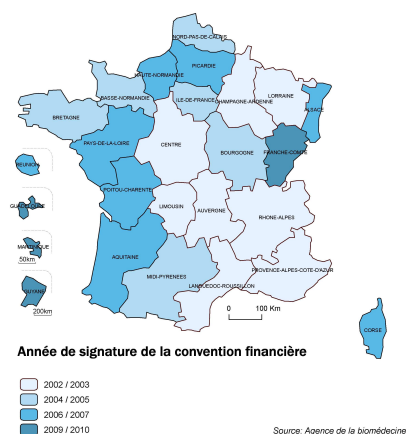 NORD-PAS-DE-CALAIS
PICARDIE
HAUTE-NORMANDIE
BASSE-NORMANDIE
ILE-DE-FRANCE
CHAMPAGNE-ARDENNE
LORRAINE
ALSACE
BRETAGNE
PAYS-DE-LA-LOIRE
CENTRE
BOURGOGNE
FRANCHE-COMTE
REUNION
POITOU-CHARENTE
GUADELOUPE
LIMOUSIN
AUVERGNE
RHONE-ALPES
MARTINIQUE
50km
AQUITAINE
MIDI-PYRENEES
PROVENCE-ALPES-COTE-D'AZUR
LANGUEDOC-ROUSSILLON
GUYANE
200km
0 100 Km
CORSE
Année de signature de la convention financière
2002 / 2003
2004 / 2005
2006 / 2007
2009 / 2010
Source: Agence de la biomédecine